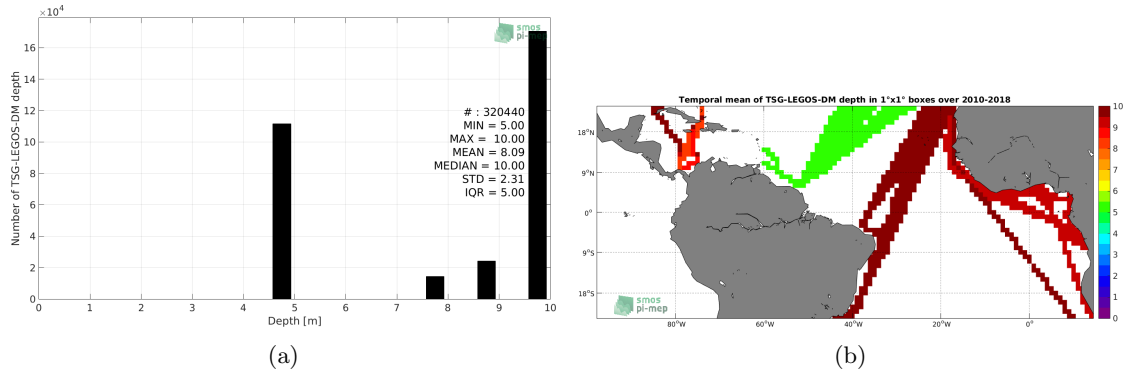 ×10⁴
16
14
12
10
8
6
4
2
0
Number of TSG-LEGOS-DM depth
smos
pi-mep
# : 320440
MIN = 5.00
MAX = 10.00
MEAN = 8.09
MEDIAN = 10.00
STD = 2.31
IQR = 5.00
0 1 2 3 4 5 6 7 8 9 10
Depth [m]
(a)
Temporal mean of TSG-LEGOS-DM depth in 1°x1° boxes over 2010-2018
18°N
9°N
0°
9°S
18°S
80°W 60°W 40°W 20°W 0°
smos
pi-mep
10
9
8
7
6
5
4
3
2
1
0
(b)